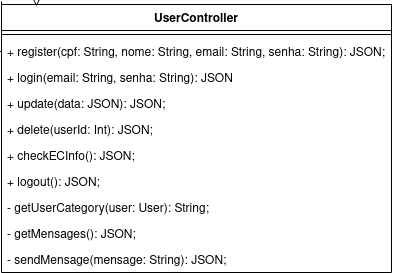 UserController
+ register(cpf: String, nome: String, email: String, senha: String): JSON;
+ login(email: String, senha: String): JSON
+ update(data: JSON): JSON;
+ delete(userId: Int): JSON;
+ checkECInfo(): JSON;
+ logout(): JSON;
- getUserCategory(user: User): String;
- getMensages(): JSON;
- sendMensage(mensage: String): JSON;